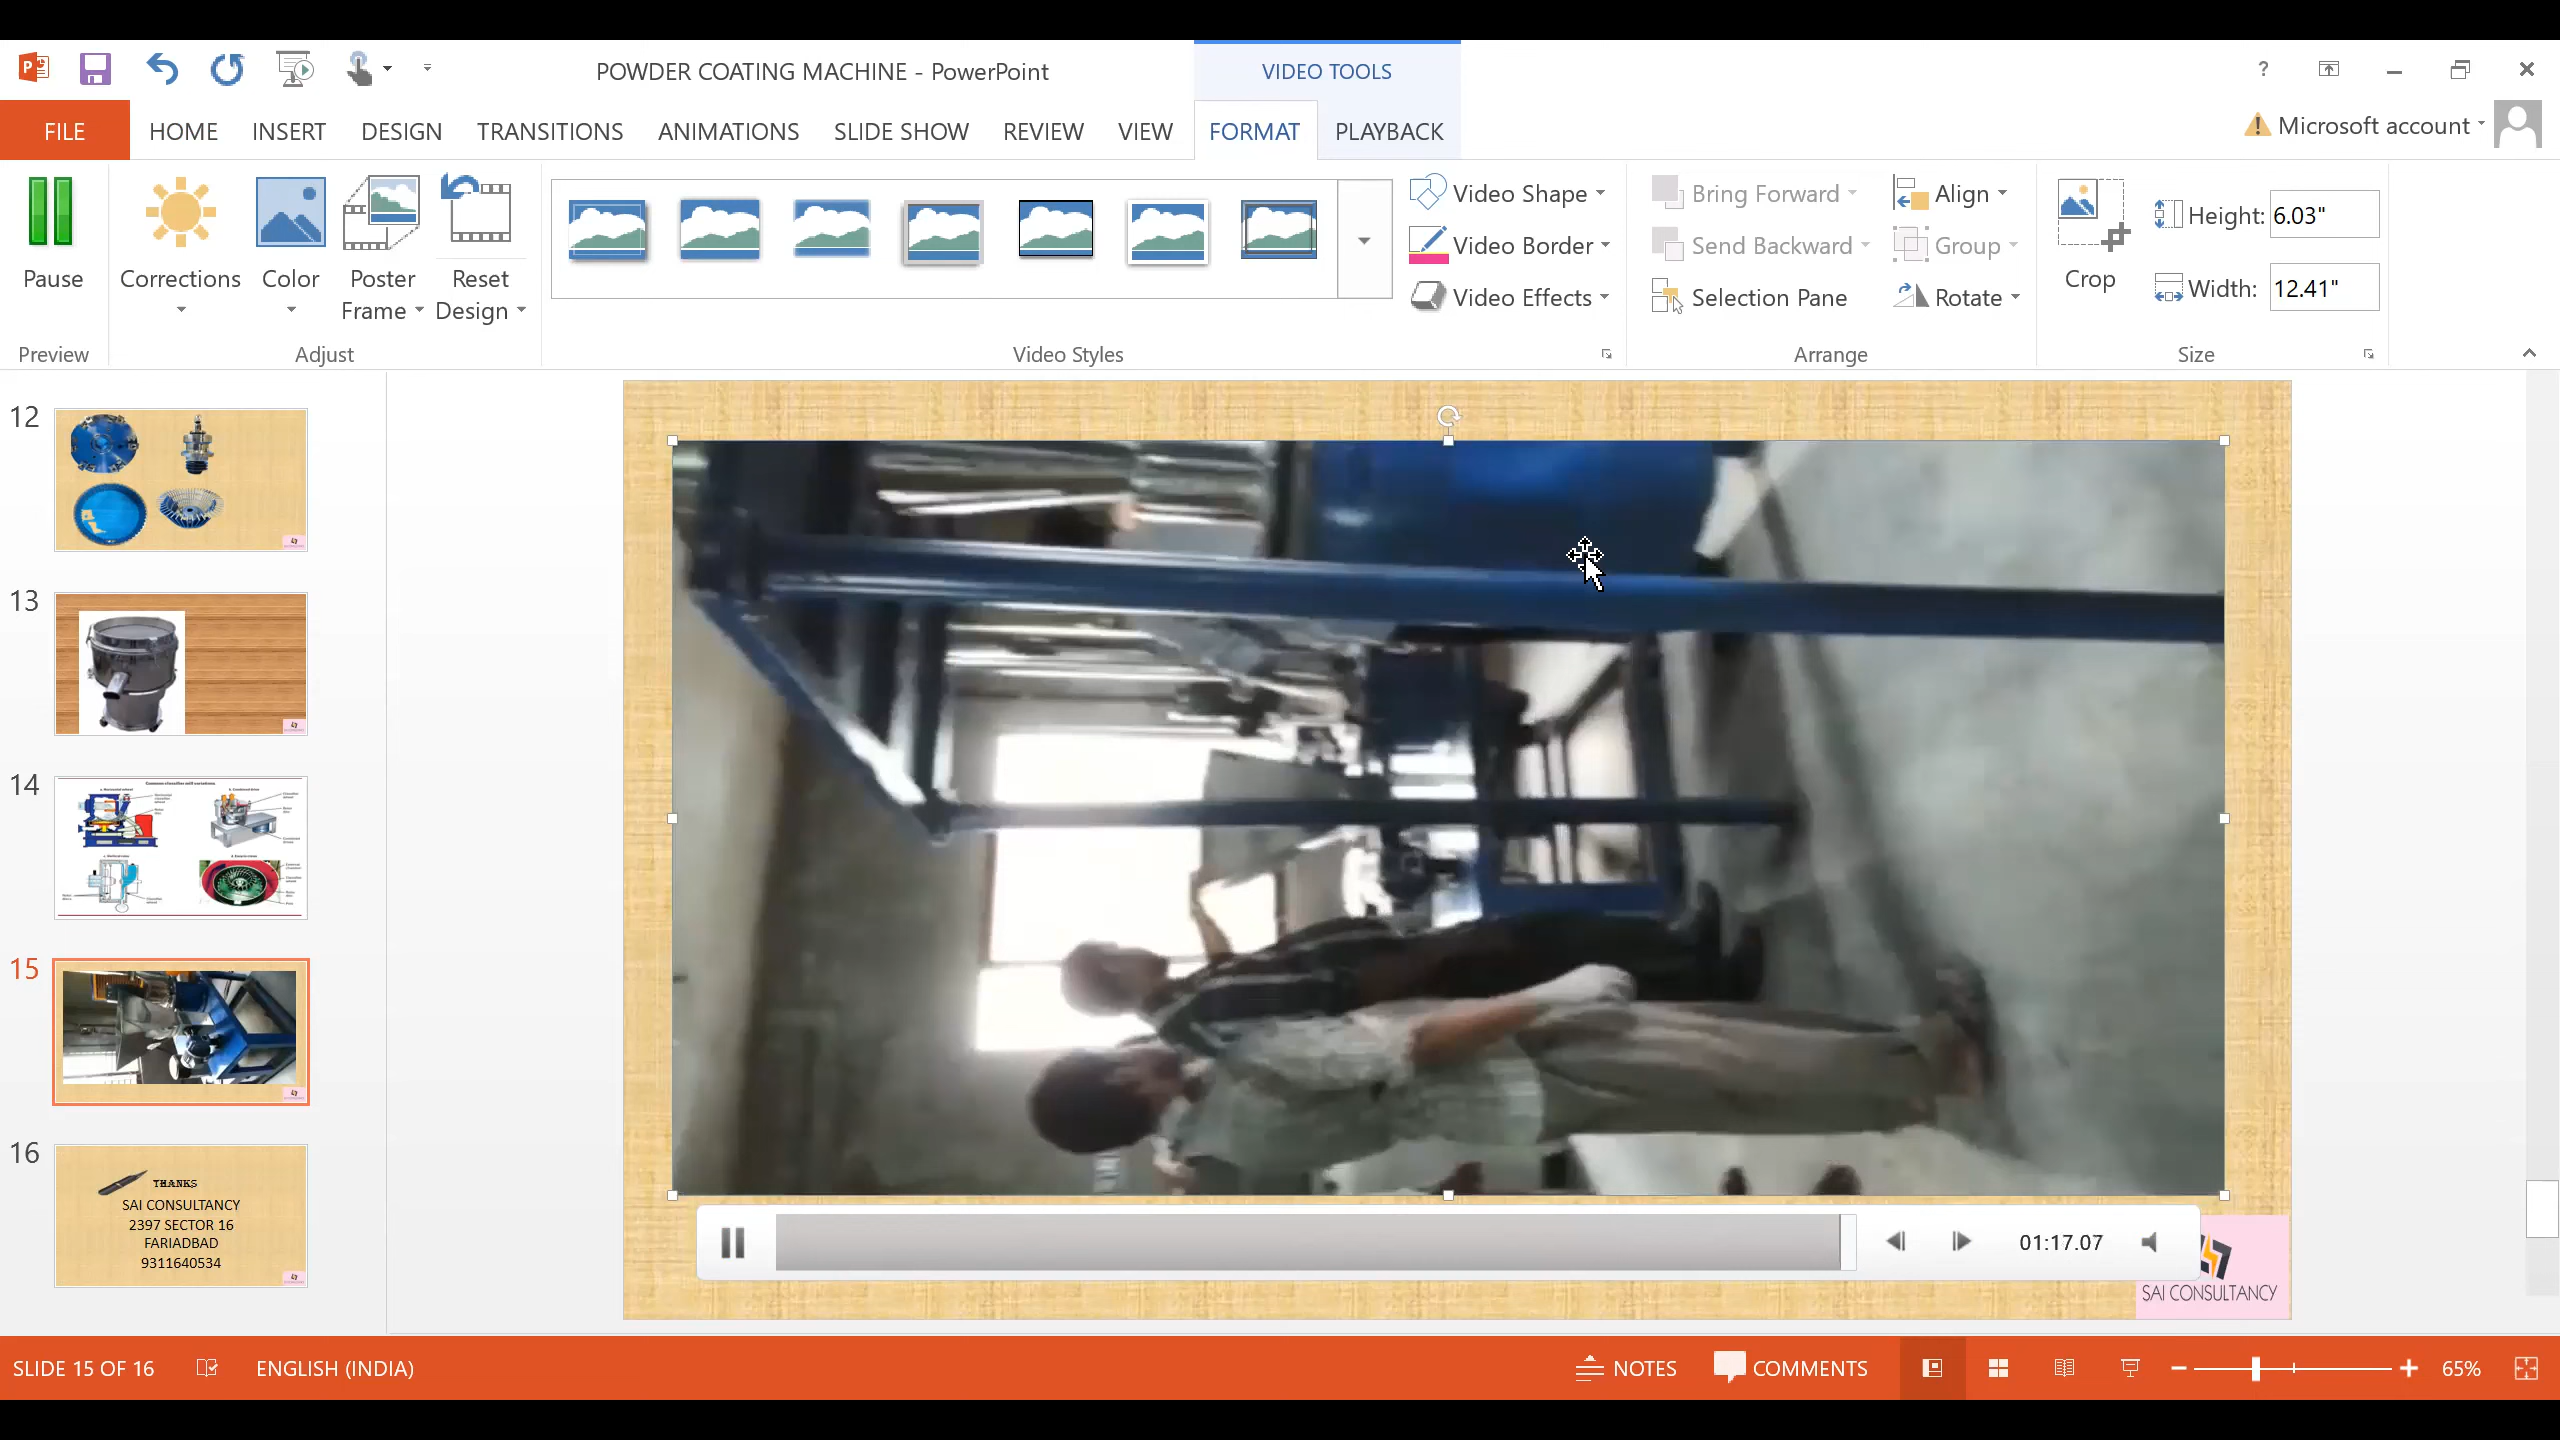 POWDER COATING MACHINE - PowerPoint
VIDEO TOOLS
?
FILE HOME INSERT DESIGN TRANSITIONS ANIMATIONS SLIDE SHOW REVIEW VIEW FORMAT PLAYBACK
Microsoft account
Pause
Corrections
Color
Poster Frame
Reset Design
Video Shape
Video Border
Video Effects
Bring Forward
Send Backward
Selection Pane
Align
Group
Rotate
Crop
Height: 6.03"
Width: 12.41"
Preview
Adjust
Video Styles
Arrange
Size
12
13
14
Common classifier mill variations.
15
16
THANKS
SAI CONSULTANCY
2397 SECTOR 16
FARIADBAD
9311640534
01:17.07
SAI CONSULTANCY
SLIDE 15 OF 16
ENGLISH (INDIA)
NOTES
COMMENTS
65%